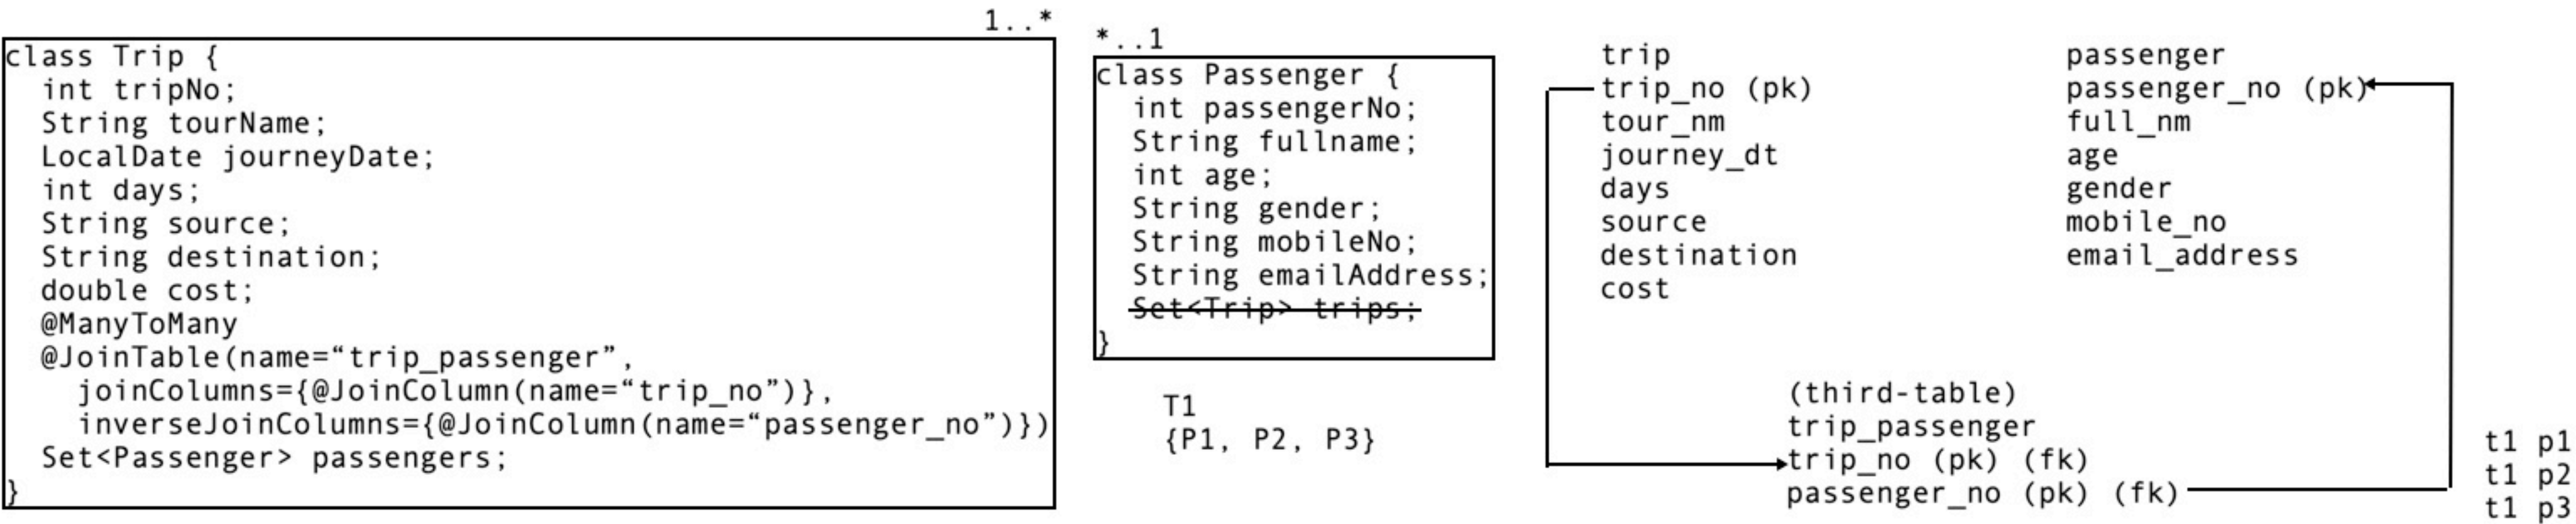 1..*
class Trip {
int tripNo;
String tourName;
LocalDate journeyDate;
int days;
String source;
String destination;
double cost;
@ManyToMany
@JoinTable(name=“trip_passenger”,
joinColumns={@JoinColumn(name=“trip_no”)},
inverseJoinColumns={@JoinColumn(name=“passenger_no”)})
Set<Passenger> passengers;
}
*..1
class Passenger {
int passengerNo;
String fullname;
int age;
String gender;
String mobileNo;
String emailAddress;
Set<Trip> trips;
}
T1
{P1, P2, P3}
trip
trip_no (pk)
tour_nm
journey_dt
days
source
destination
cost
passenger
passenger_no (pk)
full_nm
age
gender
mobile_no
email_address
(third-table)
trip_passenger
trip_no (pk) (fk)
passenger_no (pk) (fk)
t1 p1
t1 p2
t1 p3